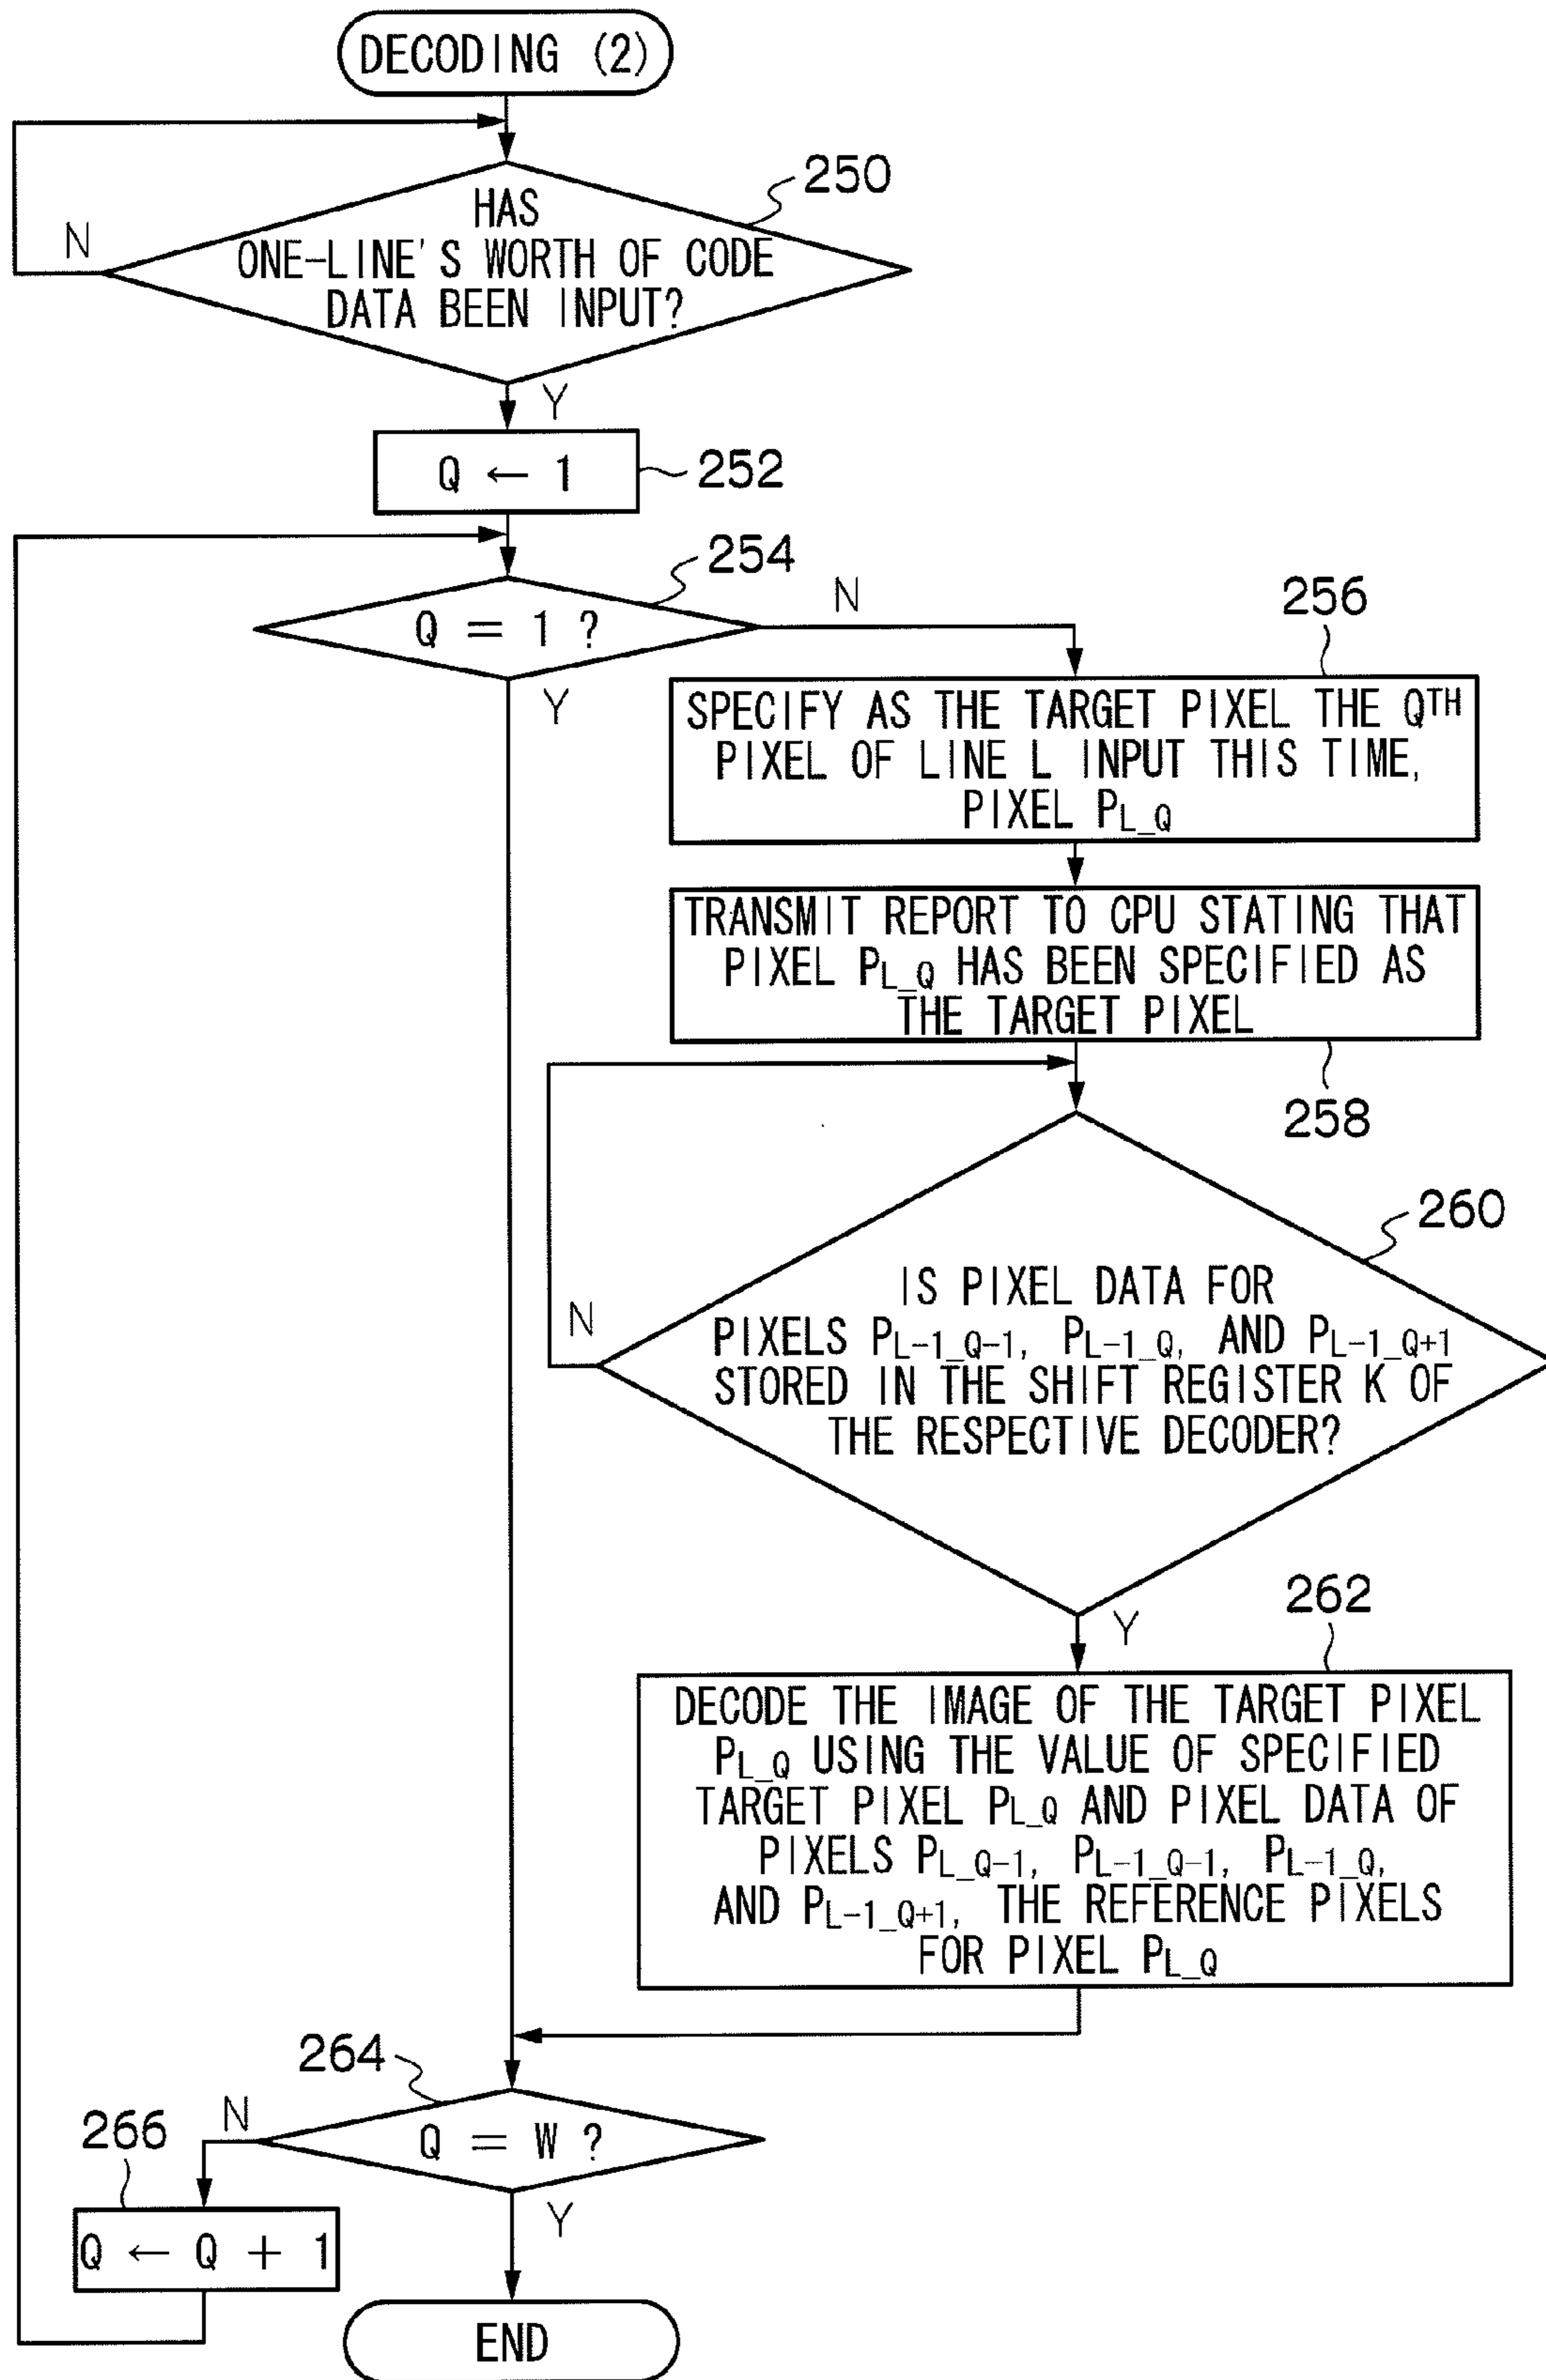 DECODING (2)
250
HAS
ONE-LINE'S WORTH OF CODE
DATA BEEN INPUT?
N
Y
Q ← 1
252
254
Q = 1 ?
N
Y
256
SPECIFY AS THE TARGET PIXEL THE QTH
PIXEL OF LINE L INPUT THIS TIME,
PIXEL PL_Q
TRANSMIT REPORT TO CPU STATING THAT
PIXEL PL_Q HAS BEEN SPECIFIED AS
THE TARGET PIXEL
258
260
IS PIXEL DATA FOR
PIXELS PL-1_Q-1, PL-1_Q, AND PL-1_Q+1
STORED IN THE SHIFT REGISTER K OF
THE RESPECTIVE DECODER?
N
Y
262
DECODE THE IMAGE OF THE TARGET PIXEL
PL_Q USING THE VALUE OF SPECIFIED
TARGET PIXEL PL_Q AND PIXEL DATA OF
PIXELS PL_Q-1, PL-1_Q-1, PL-1_Q,
AND PL-1_Q+1, THE REFERENCE PIXELS
FOR PIXEL PL_Q
264
Q = W ?
N
Y
266
Q ← Q + 1
END